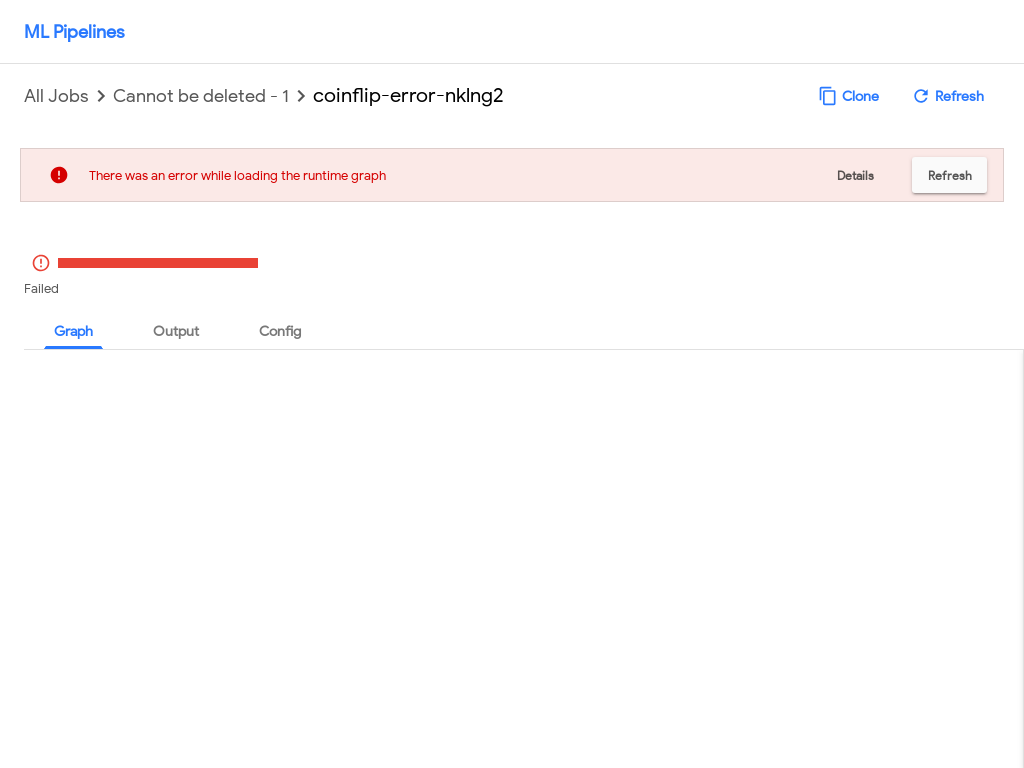 ML Pipelines
All Jobs > Cannot be deleted - 1 > coinflip-error-nklng2
Clone
Refresh
There was an error while loading the runtime graph
Details
Refresh
Failed
Graph
Output
Config